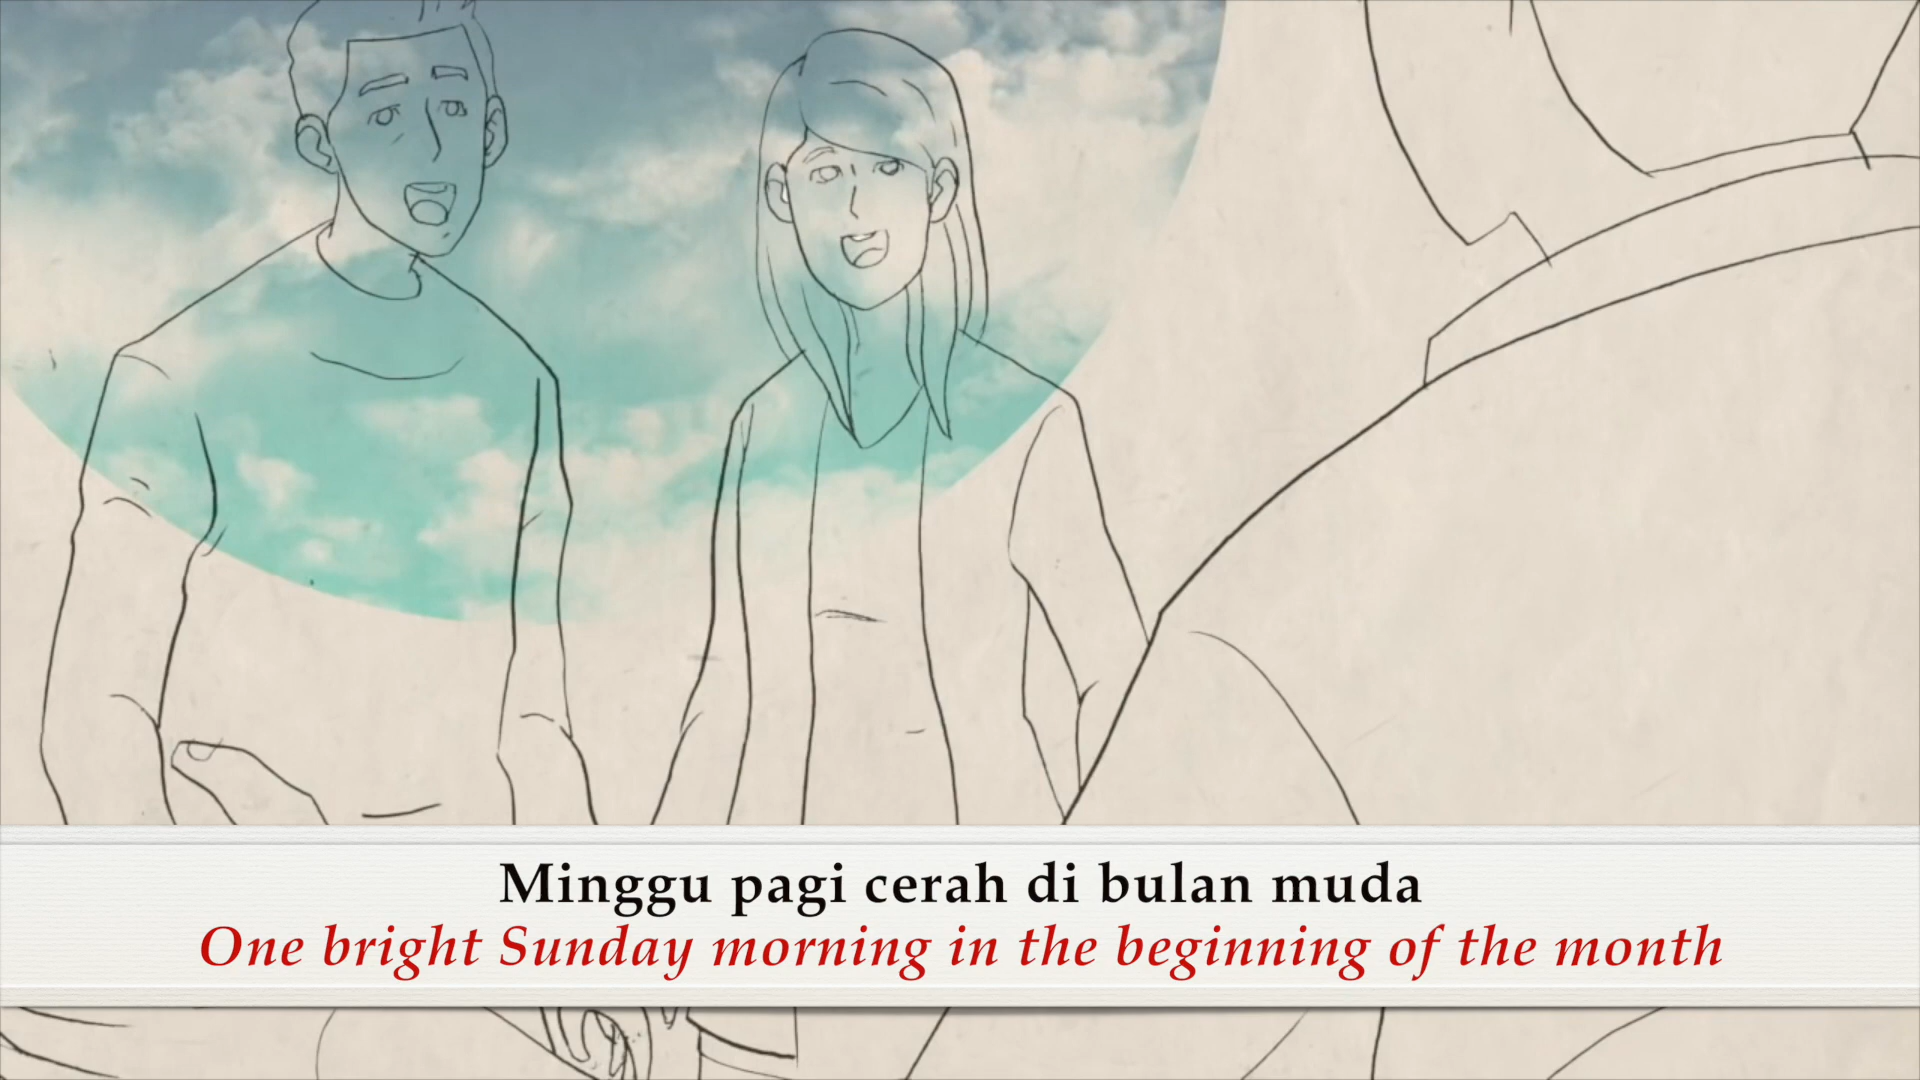 Minggu pagi cerah di bulan muda
One bright Sunday morning in the beginning of the month